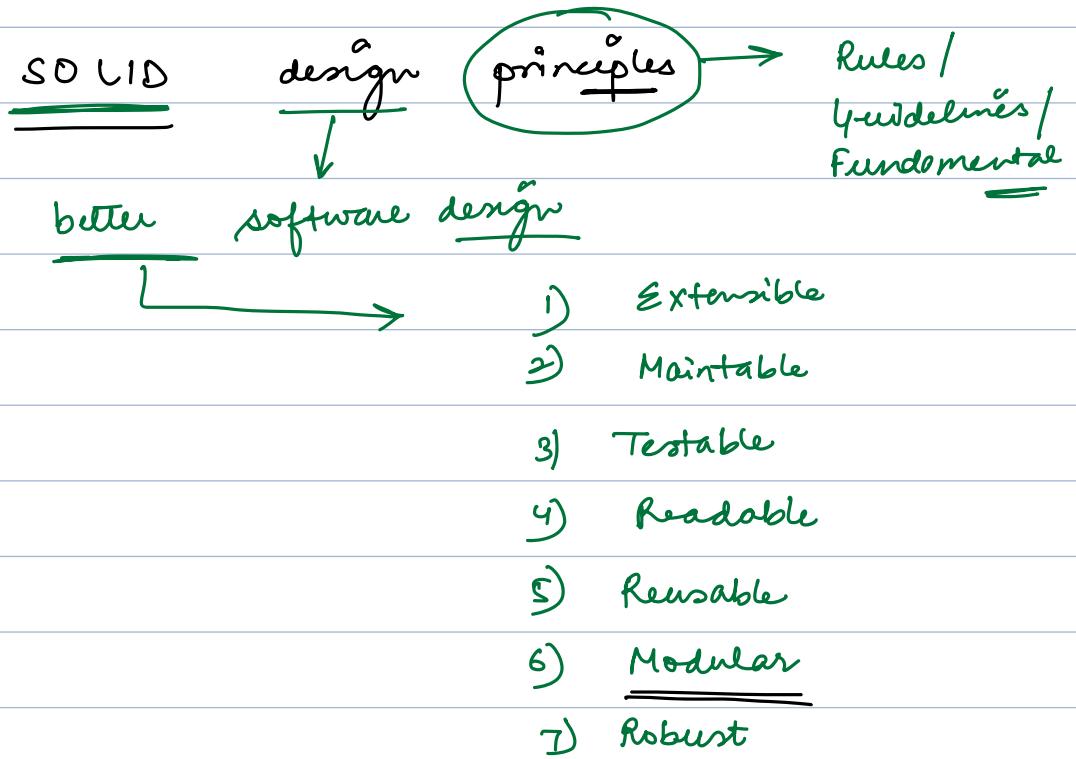 SOLID design principles → Rules /
Guidelines /
Fundamental
better software design
1) Extensible
2) Maintable
3) Testable
4) Readable
5) Reusable
6) Modular
7) Robust